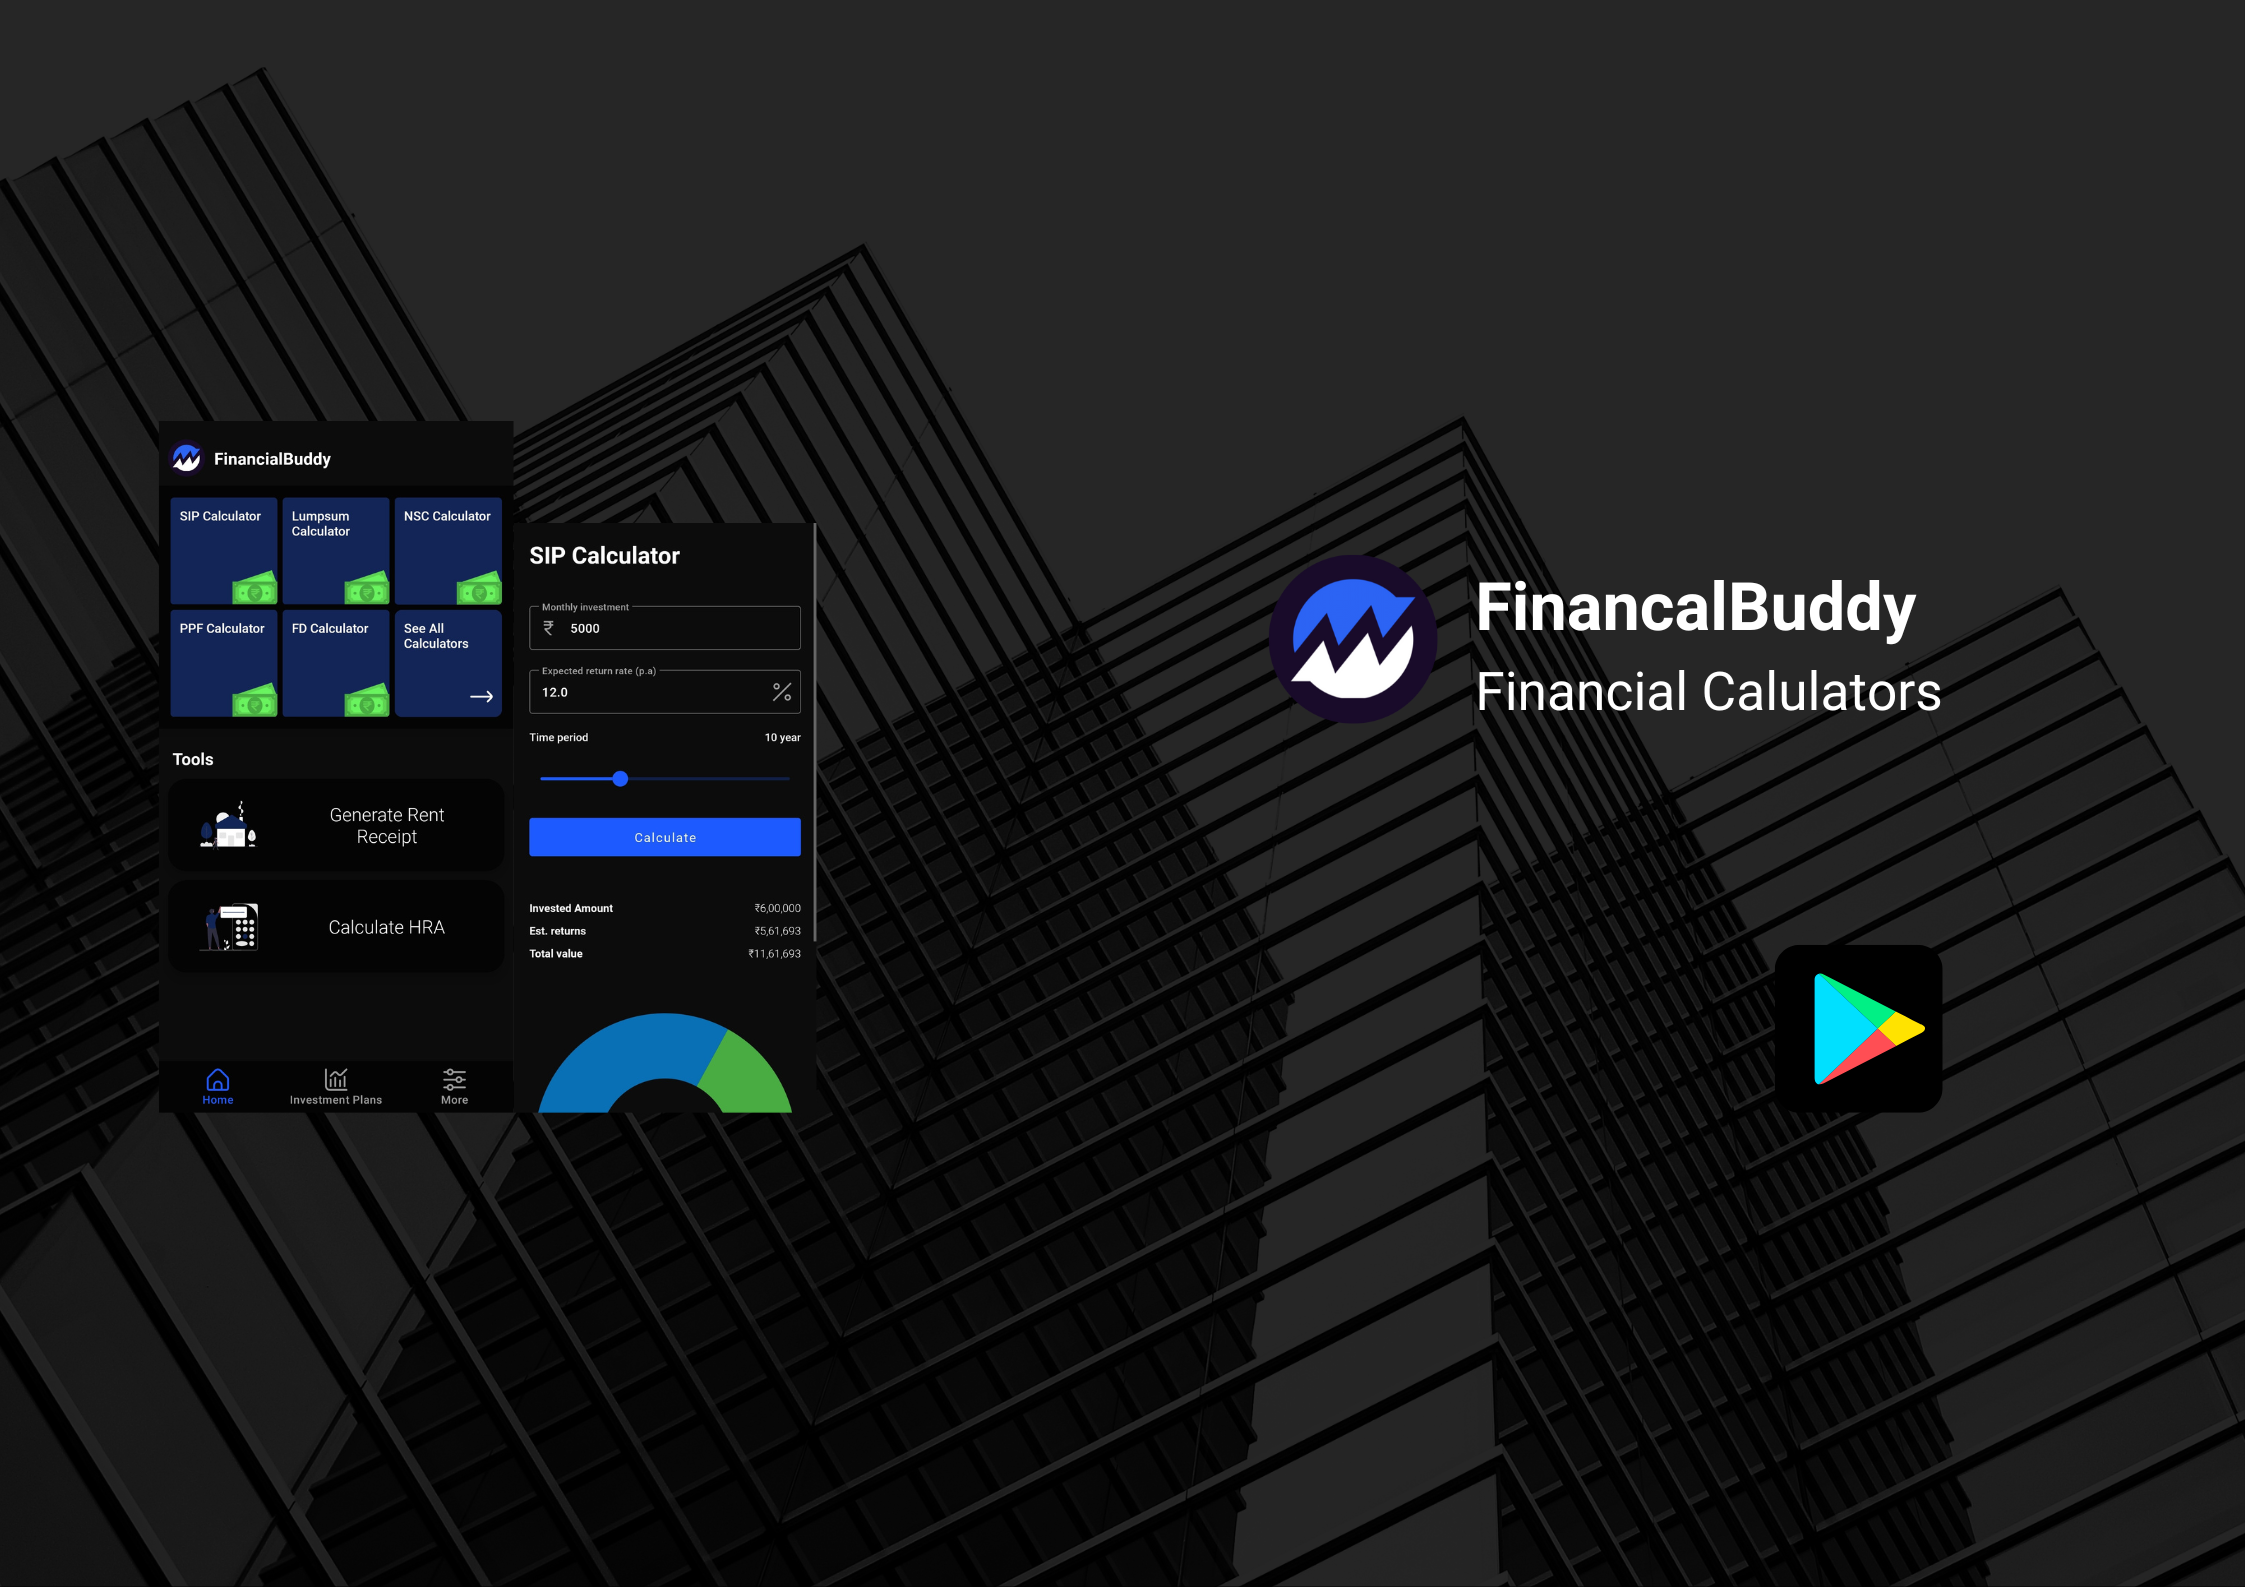 FinancialBuddy
SIP Calculator
Lumpsum
Calculator
NSC Calculator
PPF Calculator
FD Calculator
See All
Calculators
Tools
Generate Rent
Receipt
Calculate HRA
Home
Investment Plans
More
SIP Calculator
Monthly investment
₹ 5000
Expected return rate (p.a)
12.0 %
Time period 10 year
Calculate
Invested Amount ₹6,00,000
Est. returns ₹5,61,693
Total value ₹11,61,693
FinancalBuddy
Financial Calulators